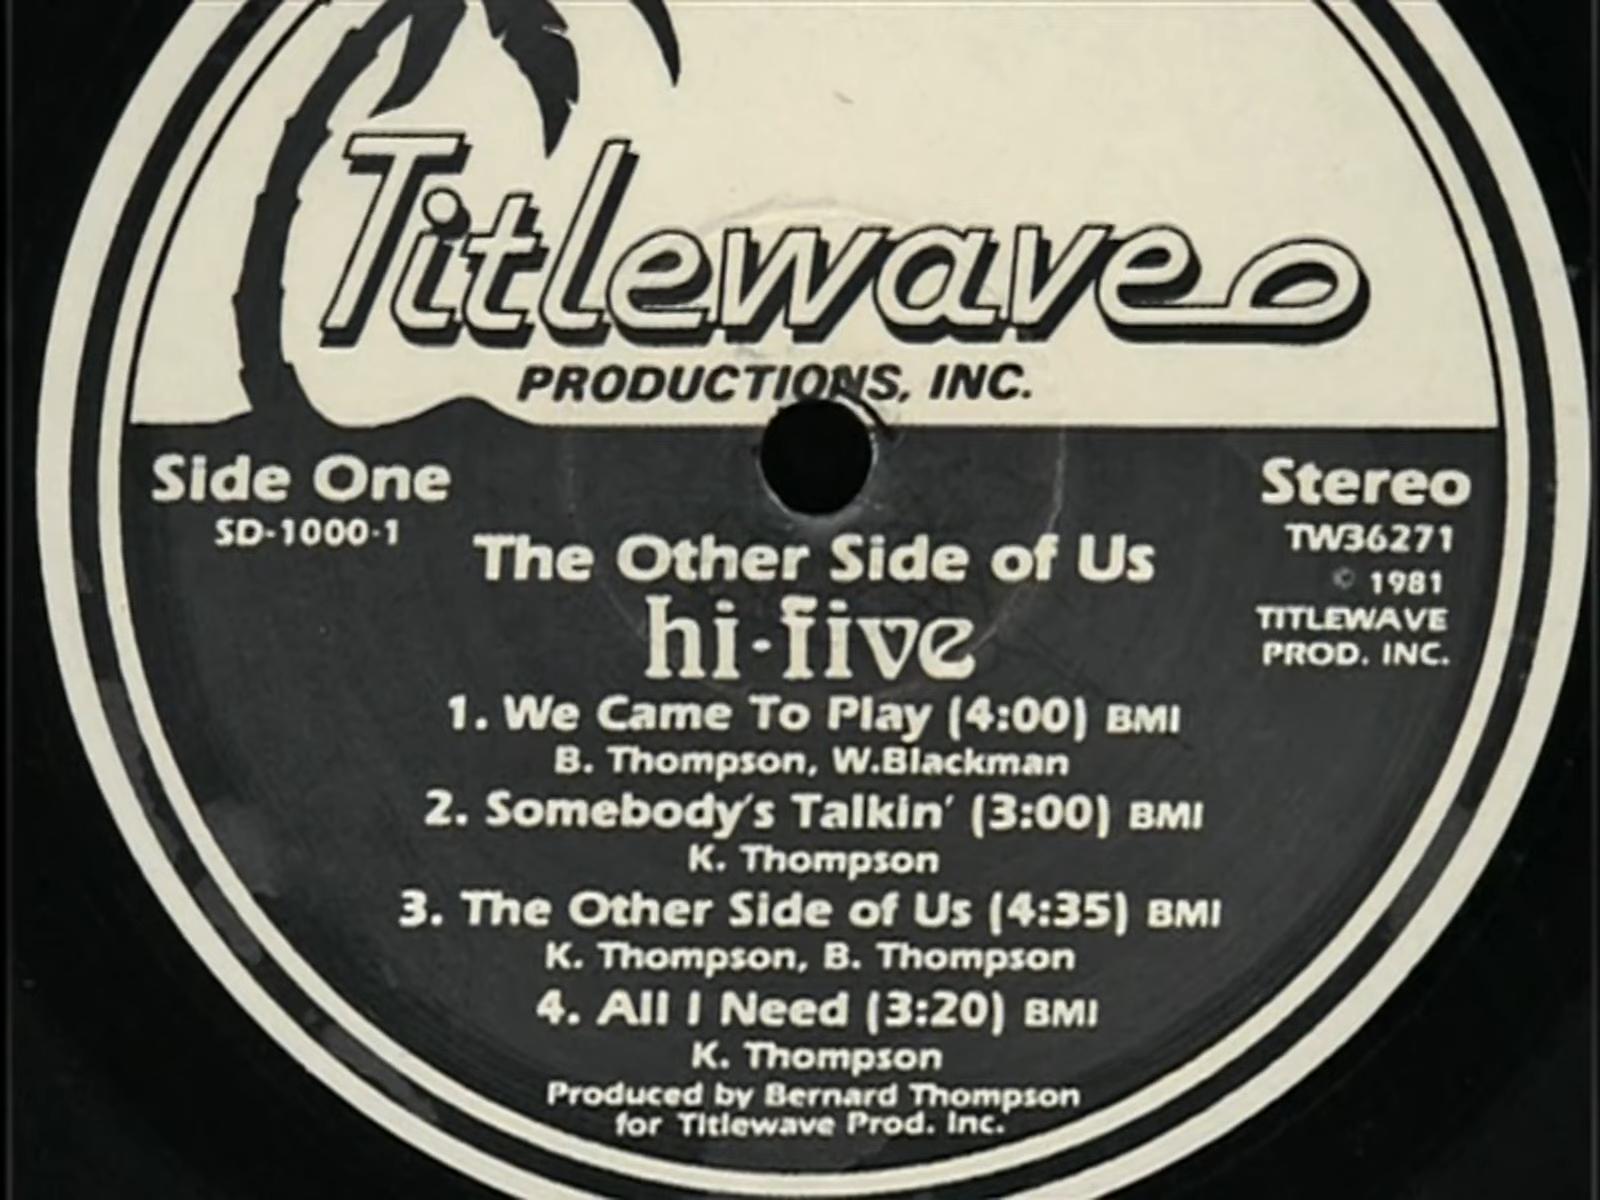 Titlewave
PRODUCTIONS, INC.
Side One
SD-1000-1
Stereo
TW36271
© 1981
TITLEWAVE
PROD. INC.
The Other Side of Us
hi-five
1. We Came To Play (4:00) BMI
B. Thompson, W.Blackman
2. Somebody's Talkin' (3:00) BMI
K. Thompson
3. The Other Side of Us (4:35) BMI
K. Thompson, B. Thompson
4. All I Need (3:20) BMI
K. Thompson
Produced by Bernard Thompson
for Titlewave Prod. Inc.